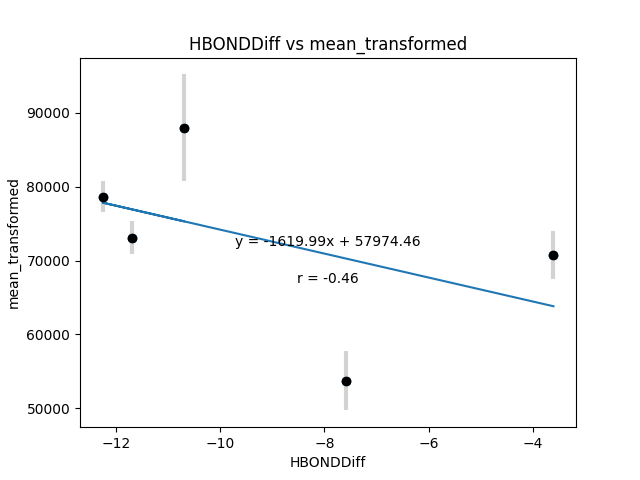 HBONDDiff vs mean_transformed
mean_transformed
90000
80000
70000
60000
50000
y = -1619.99x + 57974.46
r = -0.46
−12
−10
−8
−6
−4
HBONDDiff